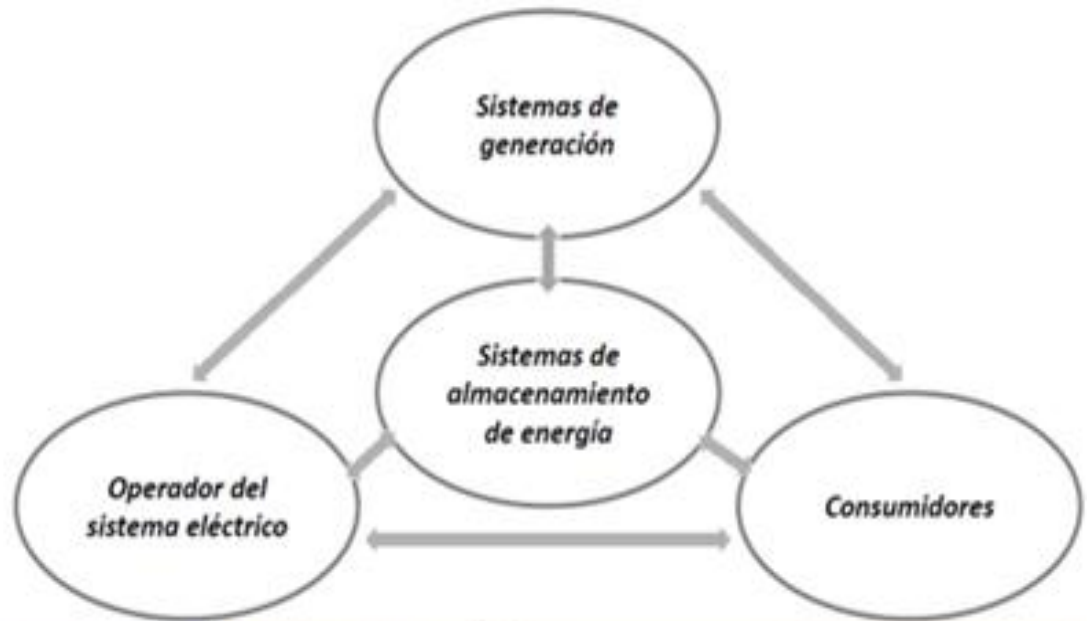 Sistemas de
generación
Sistemas de
almacenamiento
de energía
Operador del
sistema eléctrico
Consumidores